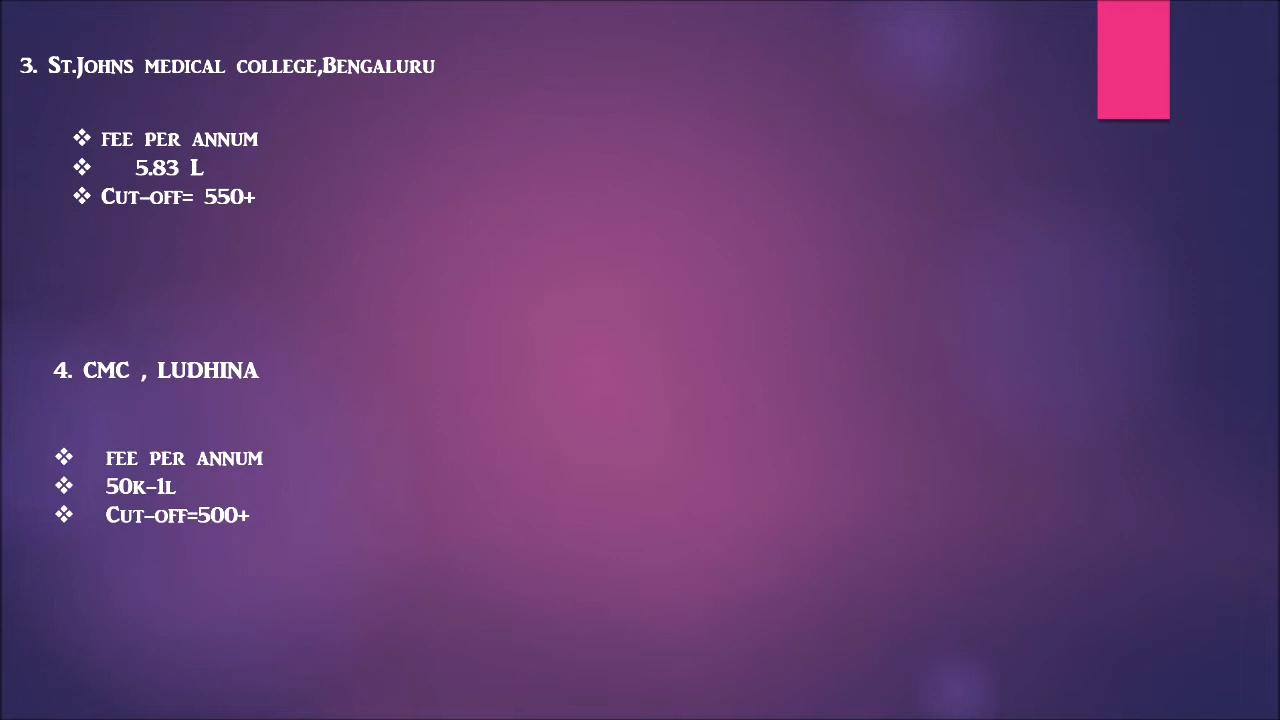 3. St.Johns medical college,Bengaluru
❖ fee per annum
❖ 5.83 L
❖ Cut-off= 550+
4. CMC , LUDHINA
❖ fee per annum
❖ 50k-1l
❖ Cut-off=500+